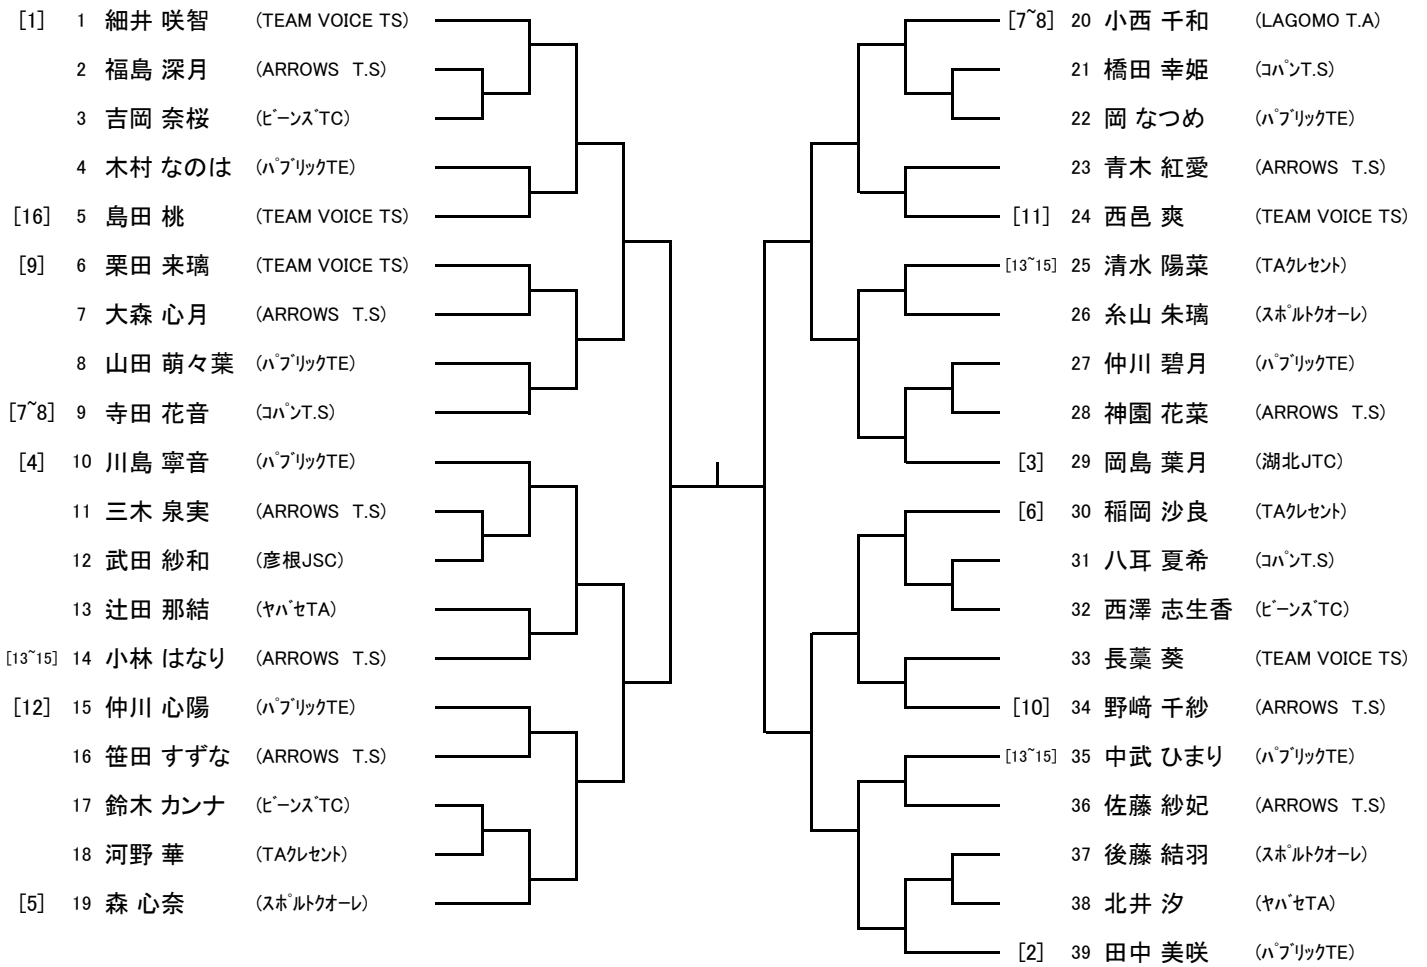 [1] 1 細井 咲智 (TEAM VOICE TS)
2 福島 深月 (ARROWS T.S)
3 吉岡 奈桜 (ﾋﾞｰﾝｽﾞTC)
4 木村 なのは (ﾊﾟﾌﾞﾘｯｸTE)
[16] 5 島田 桃 (TEAM VOICE TS)
[9] 6 栗田 来璃 (TEAM VOICE TS)
7 大森 心月 (ARROWS T.S)
8 山田 萌々葉 (ﾊﾟﾌﾞﾘｯｸTE)
[7~8] 9 寺田 花音 (ｺﾊﾟﾝT.S)
[4] 10 川島 寧音 (ﾊﾟﾌﾞﾘｯｸTE)
11 三木 泉実 (ARROWS T.S)
12 武田 紗和 (彦根JSC)
13 辻田 那結 (ﾔﾊﾞｾTA)
[13~15] 14 小林 はなり (ARROWS T.S)
[12] 15 仲川 心陽 (ﾊﾟﾌﾞﾘｯｸTE)
16 笹田 すずな (ARROWS T.S)
17 鈴木 カンナ (ﾋﾞｰﾝｽﾞTC)
18 河野 華 (TAｸﾚｾﾝﾄ)
[5] 19 森 心奈 (ｽﾎﾟﾙﾄｸｵｰﾚ)
[7~8] 20 小西 千和 (LAGOMO T.A)
21 橋田 幸姫 (ｺﾊﾟﾝT.S)
22 岡 なつめ (ﾊﾟﾌﾞﾘｯｸTE)
23 青木 紅愛 (ARROWS T.S)
[11] 24 西邑 爽 (TEAM VOICE TS)
[13~15] 25 清水 陽菜 (TAｸﾚｾﾝﾄ)
26 糸山 朱璃 (ｽﾎﾟﾙﾄｸｵｰﾚ)
27 仲川 碧月 (ﾊﾟﾌﾞﾘｯｸTE)
28 神園 花菜 (ARROWS T.S)
[3] 29 岡島 葉月 (湖北JTC)
[6] 30 稲岡 沙良 (TAｸﾚｾﾝﾄ)
31 八耳 夏希 (ｺﾊﾟﾝT.S)
32 西澤 志生香 (ﾋﾞｰﾝｽﾞTC)
33 長藁 葵 (TEAM VOICE TS)
[10] 34 野﨑 千紗 (ARROWS T.S)
[13~15] 35 中武 ひまり (ﾊﾟﾌﾞﾘｯｸTE)
36 佐藤 紗妃 (ARROWS T.S)
37 後藤 結羽 (ｽﾎﾟﾙﾄｸｵｰﾚ)
38 北井 汐 (ﾔﾊﾞｾTA)
[2] 39 田中 美咲 (ﾊﾟﾌﾞﾘｯｸTE)